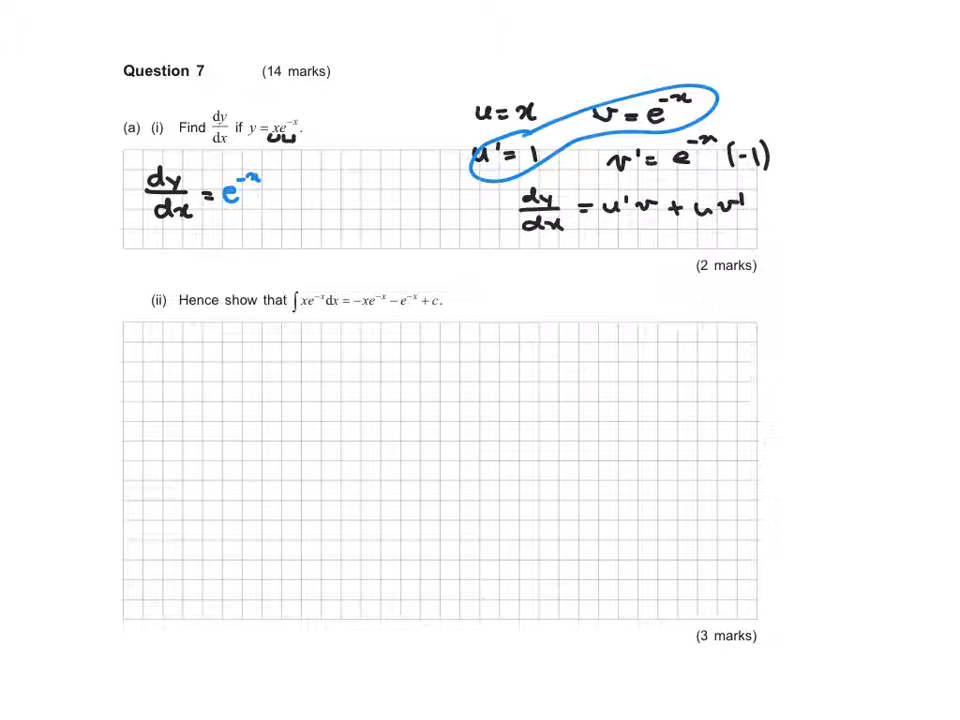 Question 7 (14 marks)
(a) (i) Find dy/dx if y = xe⁻ˣ.
u = x v = e⁻ˣ
u' = 1 v' = e⁻ˣ (-1)
dy/dx = e⁻ˣ
dy/dx = u'v + uv'
(2 marks)
(ii) Hence show that ∫xe⁻ˣdx = −xe⁻ˣ − e⁻ˣ + c.
(3 marks)